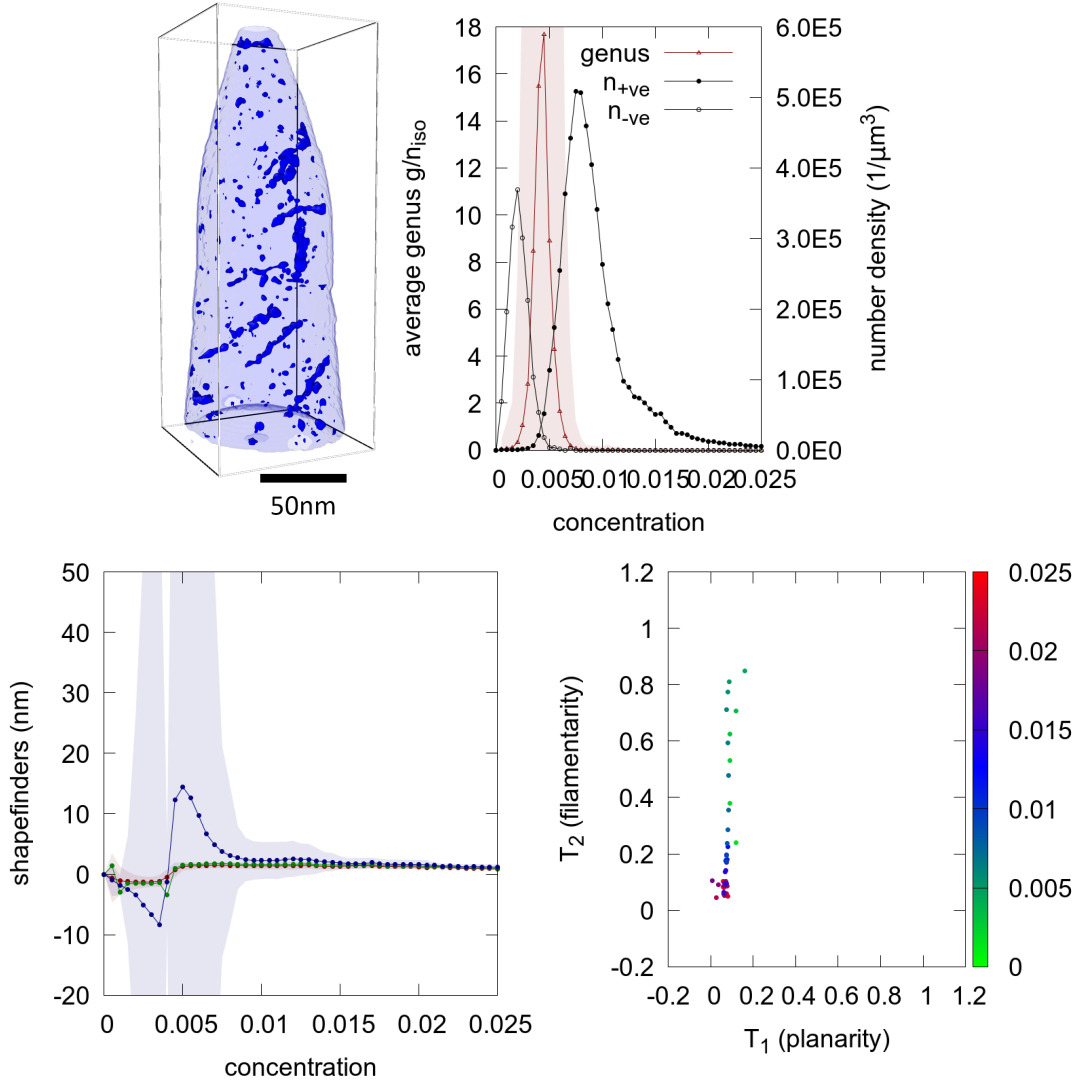 50nm
genus
n+ve
n-ve
18
16
14
12
10
8
6
4
2
0
average genus g/niso
6.0E5
5.0E5
4.0E5
3.0E5
2.0E5
1.0E5
0.0E0
number density (1/µm³)
0 0.005 0.01 0.015 0.02 0.025
concentration
50
40
30
20
10
0
-10
-20
shapefinders (nm)
0 0.005 0.01 0.015 0.02 0.025
concentration
1.2
1
0.8
0.6
0.4
0.2
0
-0.2
T2 (filamentarity)
-0.2 0 0.2 0.4 0.6 0.8 1 1.2
T1 (planarity)
0.025
0.02
0.015
0.01
0.005
0